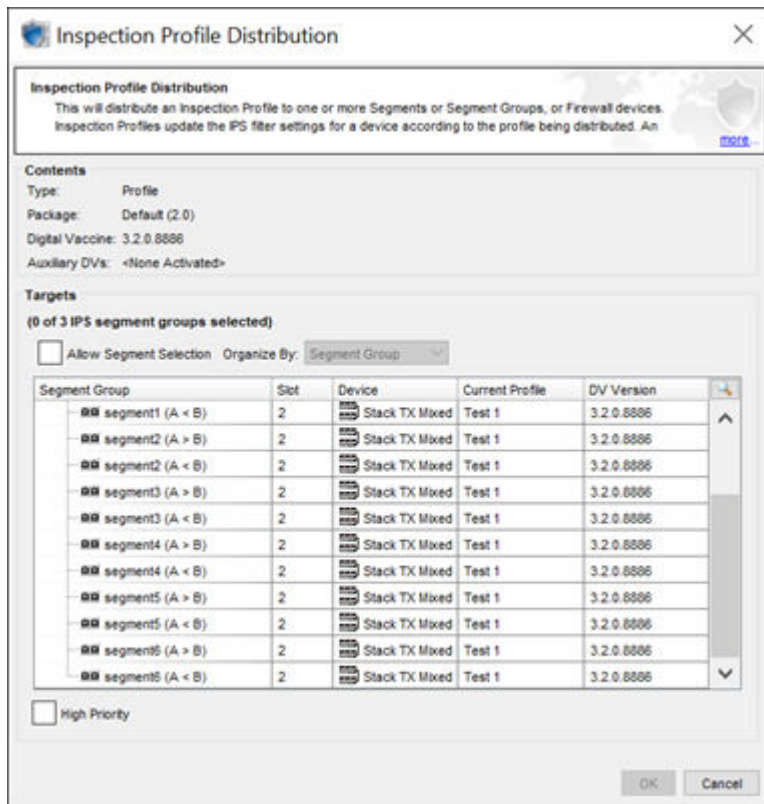 Inspection Profile Distribution
Inspection Profile Distribution
This will distribute an Inspection Profile to one or more Segments or Segment Groups, or Firewall devices.
Inspection Profiles update the IPS filter settings for a device according to the profile being distributed. An
more...
Contents
Type: Profile
Package: Default (2.0)
Digital Vaccine: 3.2.0.8886
Auxiliary DVs: <None Activated>
Targets
(0 of 3 IPS segment groups selected)
Allow Segment Selection Organize By: Segment Group
Segment Group Slot Device Current Profile DV Version
segment1 (A < B) 2 Stack TX Mixed Test 1 3.2.0.8886
segment2 (A > B) 2 Stack TX Mixed Test 1 3.2.0.8886
segment2 (A < B) 2 Stack TX Mixed Test 1 3.2.0.8886
segment3 (A > B) 2 Stack TX Mixed Test 1 3.2.0.8886
segment3 (A < B) 2 Stack TX Mixed Test 1 3.2.0.8886
segment4 (A > B) 2 Stack TX Mixed Test 1 3.2.0.8886
segment4 (A < B) 2 Stack TX Mixed Test 1 3.2.0.8886
segment5 (A > B) 2 Stack TX Mixed Test 1 3.2.0.8886
segment5 (A < B) 2 Stack TX Mixed Test 1 3.2.0.8886
segment6 (A > B) 2 Stack TX Mixed Test 1 3.2.0.8886
segment6 (A < B) 2 Stack TX Mixed Test 1 3.2.0.8886
High Priority
OK Cancel